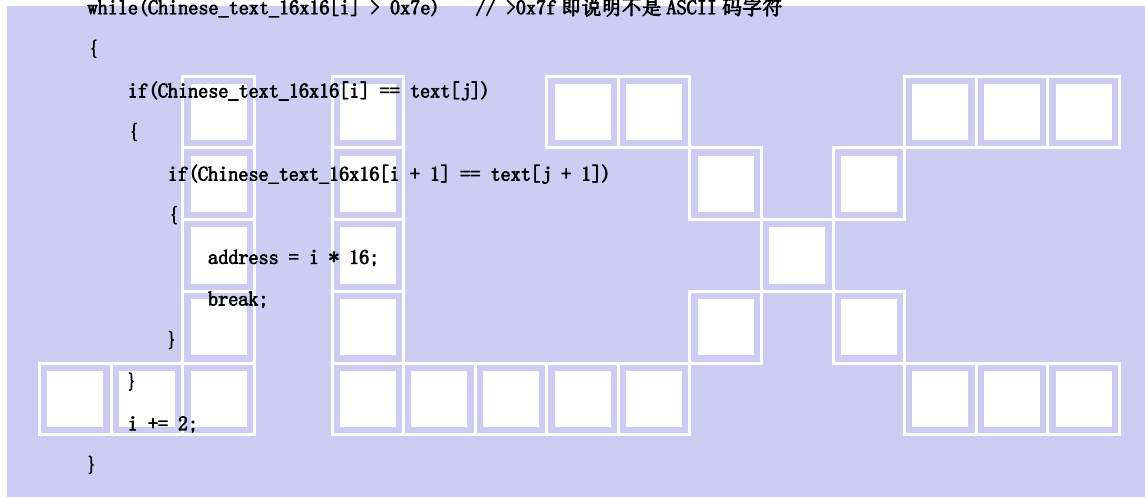 while(Chinese_text_16x16[i] > 0x7e)    // >0x7f 即说明不是 ASCII 码字符
{
if(Chinese_text_16x16[i] == text[j])
{
if(Chinese_text_16x16[i + 1] == text[j + 1])
{
address = i * 16;
break;
}
}
i += 2;
}